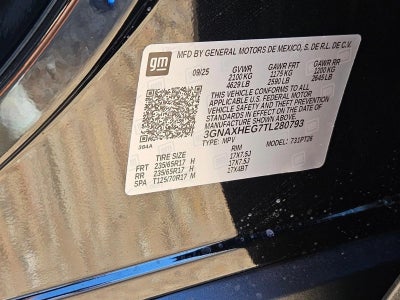 gm
MFD BY GENERAL MOTORS DE MEXICO, S. DE R.L. DE C.V.
09/25 GVWR GAWR FRT GAWR RR
2100 KG 1175 KG 1200 KG
4629 LB 2590 LB 2645 LB
THIS VEHICLE CONFORMS TO ALL
APPLICABLE U.S. FEDERAL MOTOR
VEHICLE SAFETY AND THEFT PREVENTION
STANDARDS IN EFFECT ON THE DATE OF
MANUFACTURE SHOWN ABOVE.
3GNAXHEG7TL280793
TYPE: MPV MODEL: 731PT26
384A
TIRE SIZE RIM
FRT 235/65R17 H 17X7.5J
RR 235/65R17 H 17X7.5J
SPA T125/70R17 M 17X4BT